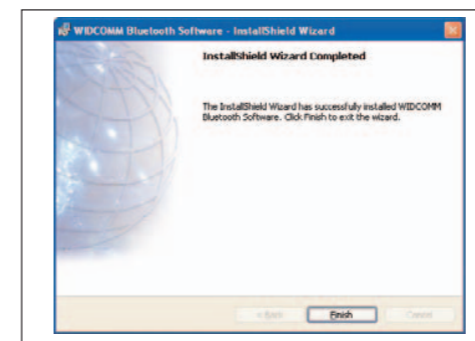 WIDCOMM Bluetooth Software - InstallShield Wizard
InstallShield Wizard Completed
The InstallShield Wizard has successfully installed WIDCOMM
Bluetooth Software. Click Finish to exit the wizard.
< Back
Finish
Cancel